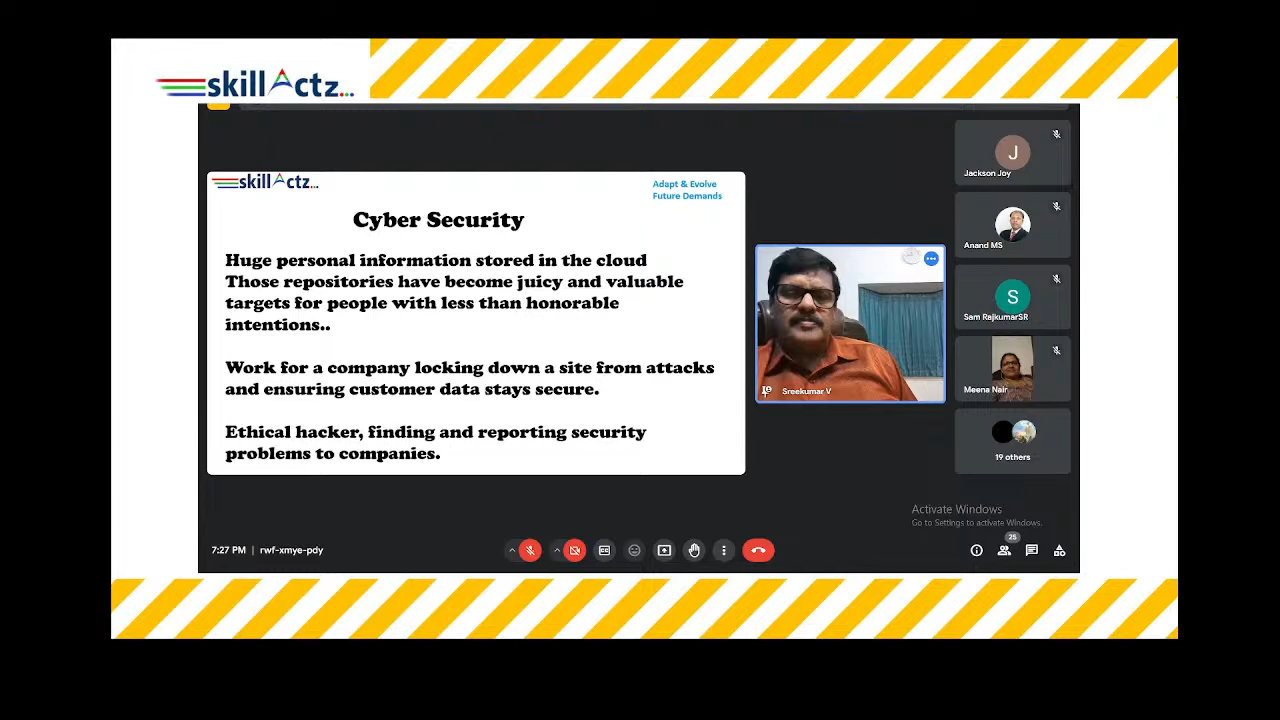 skillActz...
skillActz...
Adapt & Evolve
Future Demands
Cyber Security
Huge personal information stored in the cloud
Those repositories have become juicy and valuable
targets for people with less than honorable
intentions..
Work for a company locking down a site from attacks
and ensuring customer data stays secure.
Ethical hacker, finding and reporting security
problems to companies.
Sreekumar V
J
Jackson Joy
Anand MS
S
Sam RajkumarSR
Meena Nair
19 others
Activate Windows
Go to Settings to activate Windows.
7:27 PM | rwf-xmye-pdy
CC
25